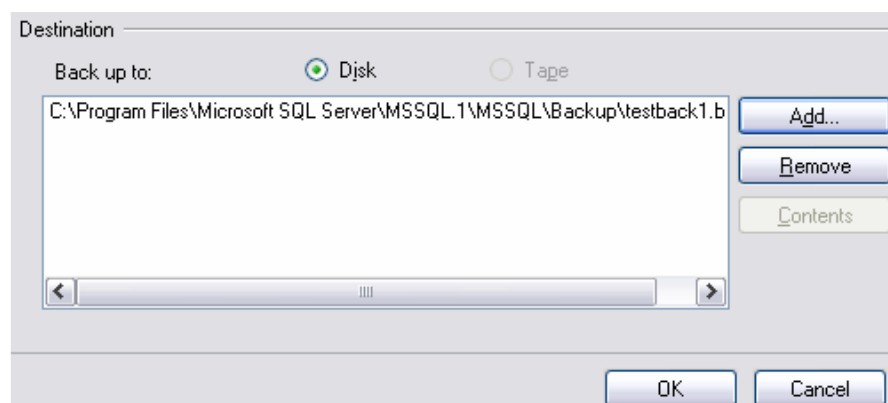 Destination
Back up to: Disk Tape
C:\Program Files\Microsoft SQL Server\MSSQL.1\MSSQL\Backup\testback1.b
Add...
Remove
Contents
OK Cancel